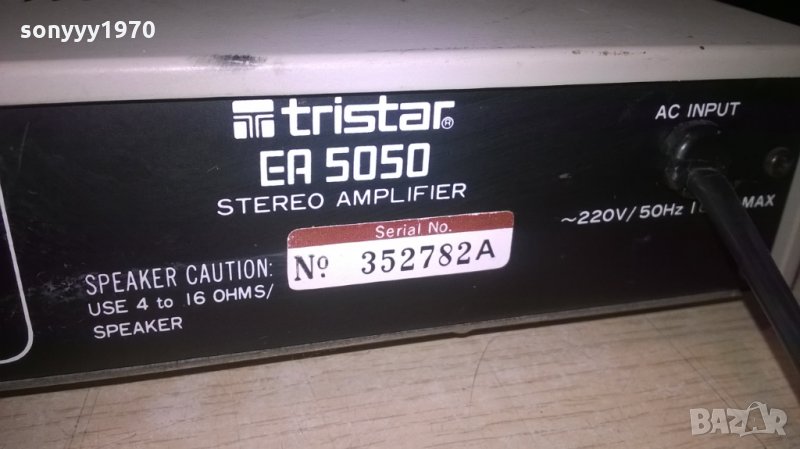 sonyyy1970
tristar®
EA 5050
STEREO AMPLIFIER
AC INPUT
~220V/50Hz MAX
Serial No.
Nº 352782A
SPEAKER CAUTION:
USE 4 to 16 OHMS/
SPEAKER
BAZAR